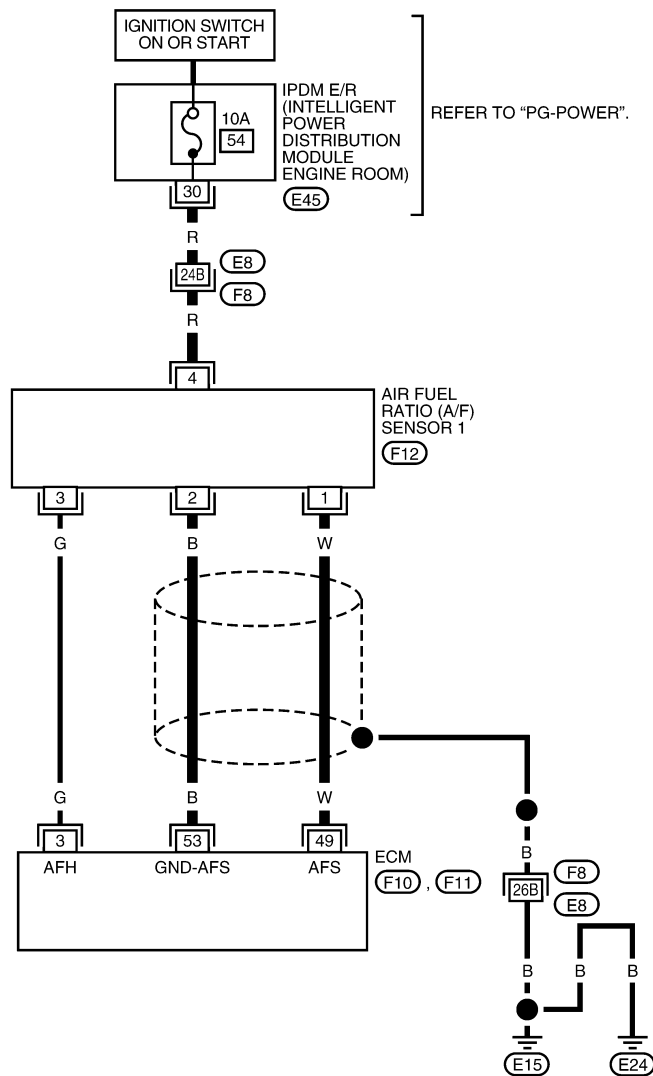 IGNITION SWITCH
ON OR START
IPDM E/R
(INTELLIGENT
POWER
DISTRIBUTION
MODULE
ENGINE ROOM)
E45
REFER TO “PG-POWER”.
10A
54
30
R
24B
E8
F8
R
4
AIR FUEL
RATIO (A/F)
SENSOR 1
F12
3 2 1
G B W
G B W
3 53 49
AFH GND-AFS AFS
ECM
F10 , F11
B
26B
F8
E8
B B B
E15 E24